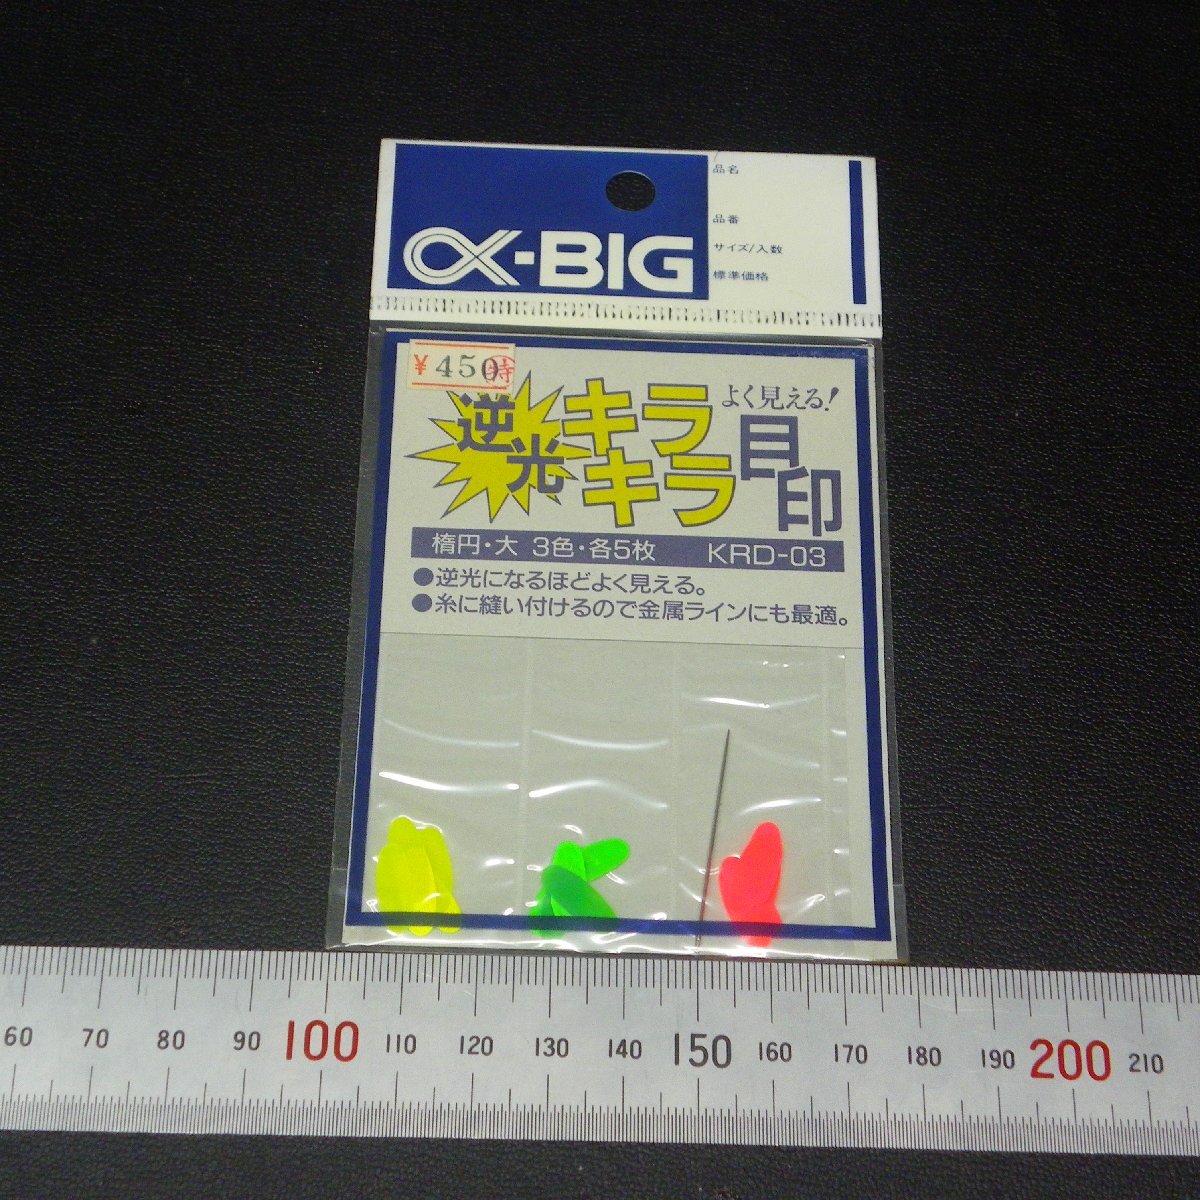 α-BIG
品名
品番
サイズ/入数
標準価格
¥450 特
逆光
キラキラ
よく見える!
目印
楕円・大 3色・各5枚 KRD-03
●逆光になるほどよく見える。
●糸に縫い付けるので金属ラインにも最適。
60 70 80 90 100 110 120 130 140 150 160 170 180 190 200 210